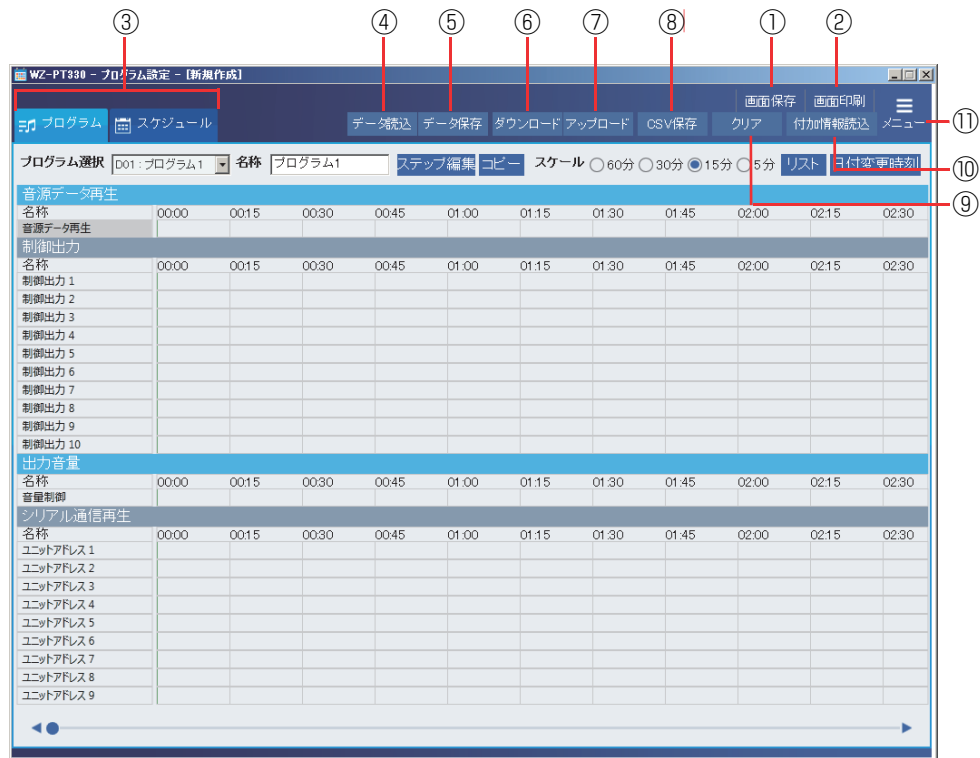 ③ ④ ⑤ ⑥ ⑦ ⑧ ① ②
WZ-PT330 - プログラム設定 - [新規作成]
画面保存 画面印刷
プログラム スケジュール データ読込 データ保存 ダウンロード アップロード CSV保存 クリア 付加情報読込 メニュー ⑪
プログラム選択 D01:プログラム1 名称 プログラム1 ステップ編集 コピー スケール 60分 30分 15分 5分 リスト 日付変更時刻 ⑩
音源データ再生
⑨
名称 00:00 00:15 00:30 00:45 01:00 01:15 01:30 01:45 02:00 02:15 02:30
音源データ再生
制御出力
名称 00:00 00:15 00:30 00:45 01:00 01:15 01:30 01:45 02:00 02:15 02:30
制御出力 1
制御出力 2
制御出力 3
制御出力 4
制御出力 5
制御出力 6
制御出力 7
制御出力 8
制御出力 9
制御出力 10
出力音量
名称 00:00 00:15 00:30 00:45 01:00 01:15 01:30 01:45 02:00 02:15 02:30
音量制御
シリアル通信再生
名称 00:00 00:15 00:30 00:45 01:00 01:15 01:30 01:45 02:00 02:15 02:30
ユニットアドレス 1
ユニットアドレス 2
ユニットアドレス 3
ユニットアドレス 4
ユニットアドレス 5
ユニットアドレス 6
ユニットアドレス 7
ユニットアドレス 8
ユニットアドレス 9